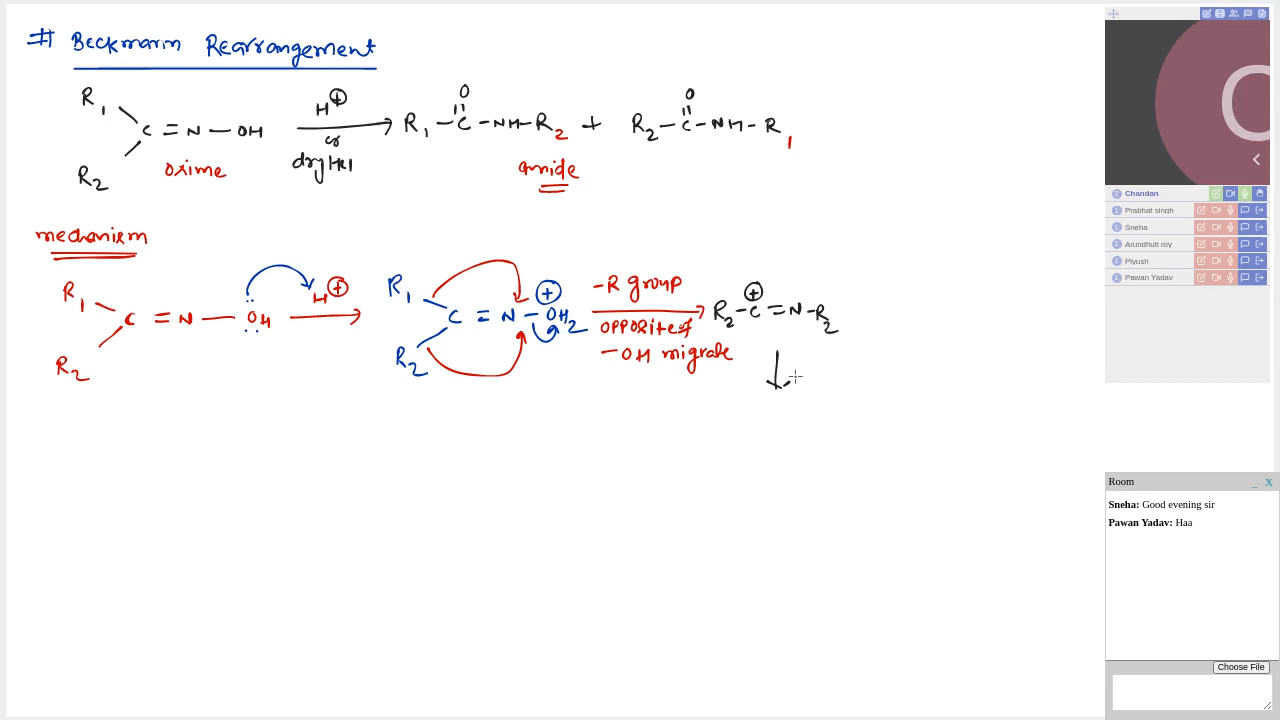 # Beckmann Rearrangement
R1
C = N — OH
R2
oxime
H⊕
or
dry HCl
O
R1 — C — NH — R2 + R2 — C — NH — R1
O
amide
mechanism
R1
C = N — OH
R2
H⊕
R1
C = N — OH2
⊕
R2
-R group
opposite of
-OH migrate
R2 — C = N — R2
⊕
C
Chandan
Prabhat singh
Sneha
Arundhuti roy
Piyush
Pawan Yadav
Room _ X
Sneha: Good evening sir
Pawan Yadav: Haa
Choose File